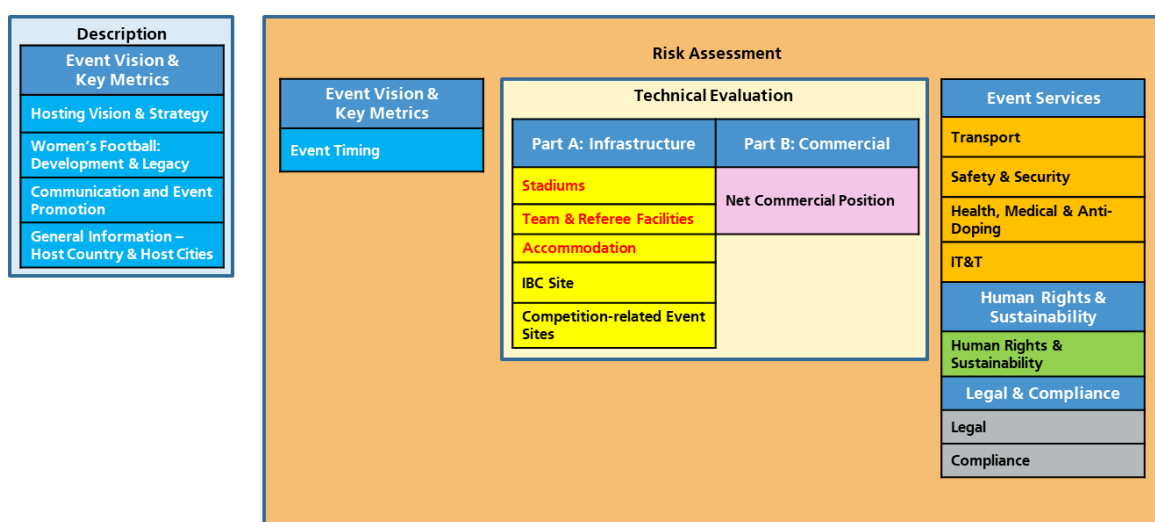 Description
Event Vision &
Key Metrics
Hosting Vision & Strategy
Women's Football:
Development & Legacy
Communication and Event
Promotion
General Information –
Host Country & Host Cities
Risk Assessment
Event Vision &
Key Metrics
Event Timing
Technical Evaluation
Part A: Infrastructure
Stadiums
Team & Referee Facilities
Accommodation
IBC Site
Competition-related Event
Sites
Part B: Commercial
Net Commercial Position
Event Services
Transport
Safety & Security
Health, Medical & Anti-
Doping
IT&T
Human Rights &
Sustainability
Human Rights &
Sustainability
Legal & Compliance
Legal
Compliance